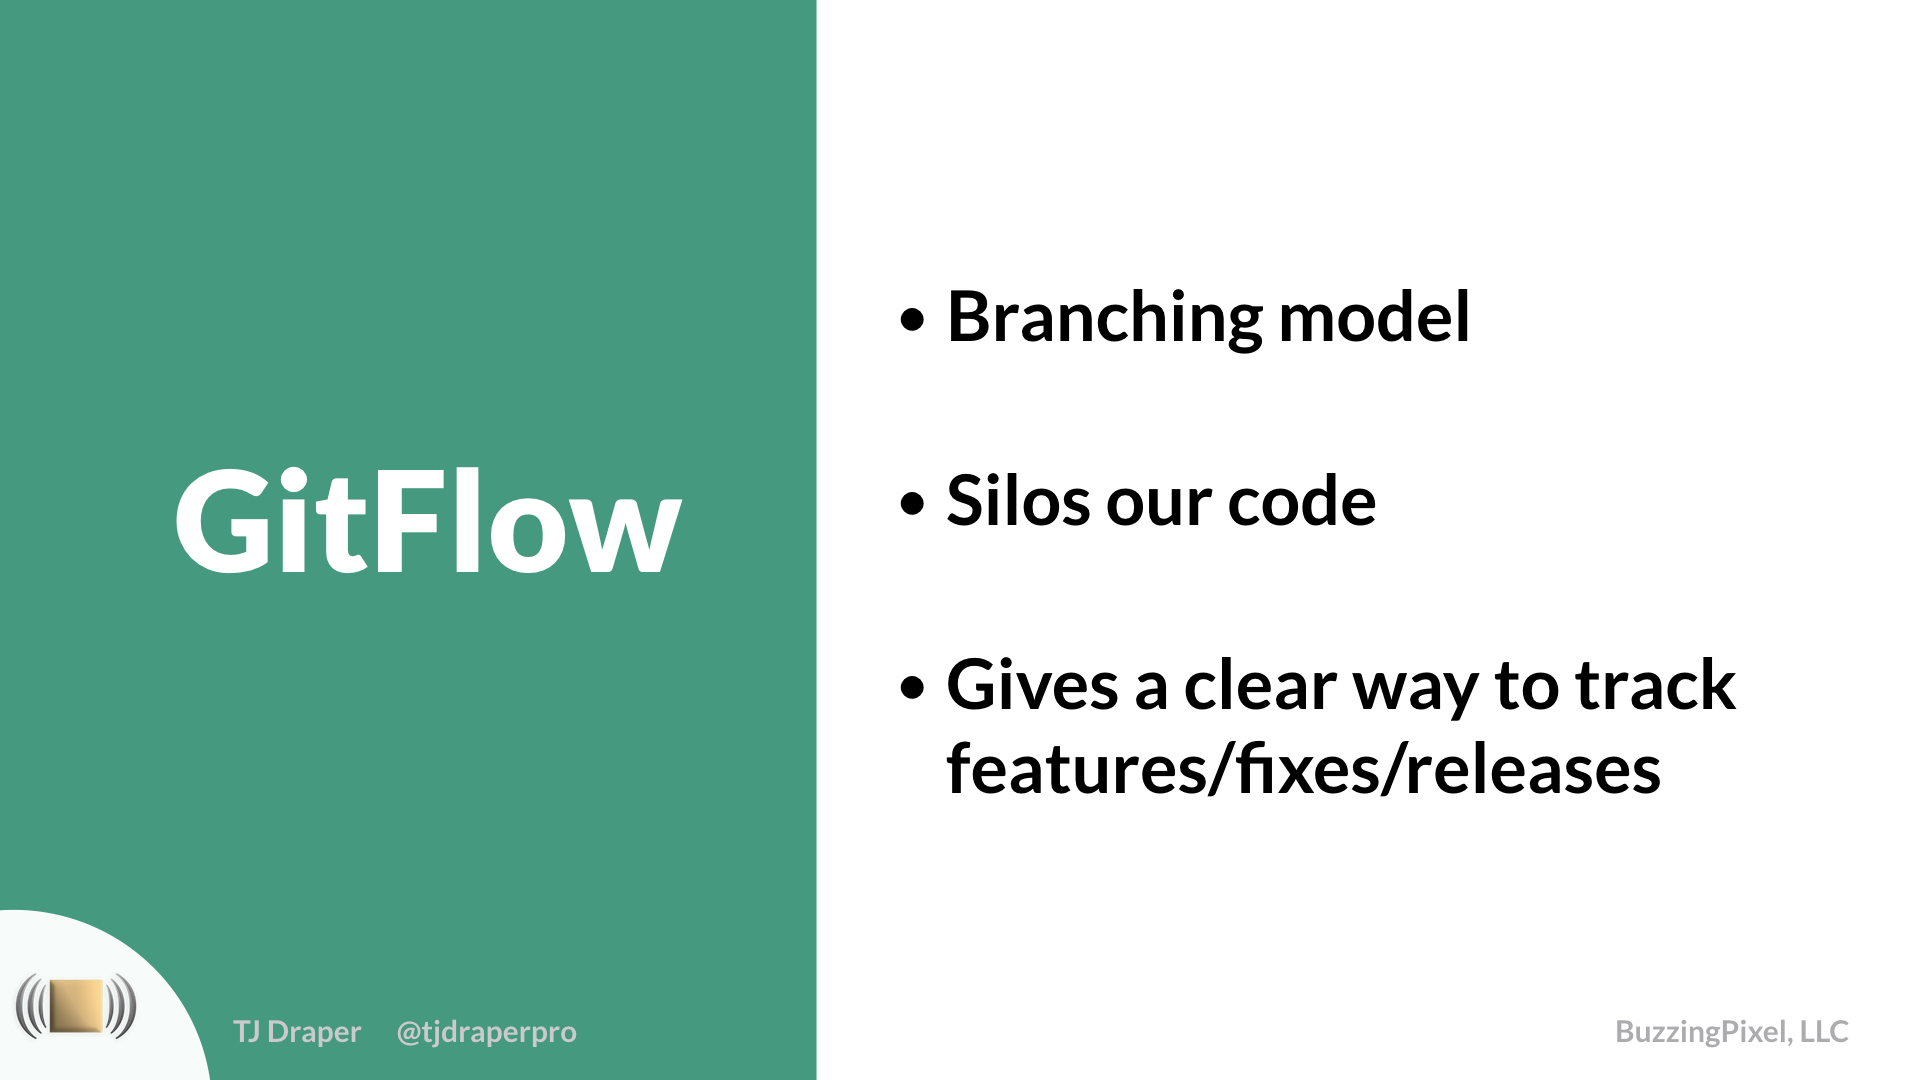 GitFlow
• Branching model
• Silos our code
• Gives a clear way to track
features/fixes/releases
TJ Draper @tjdraperpro
BuzzingPixel, LLC